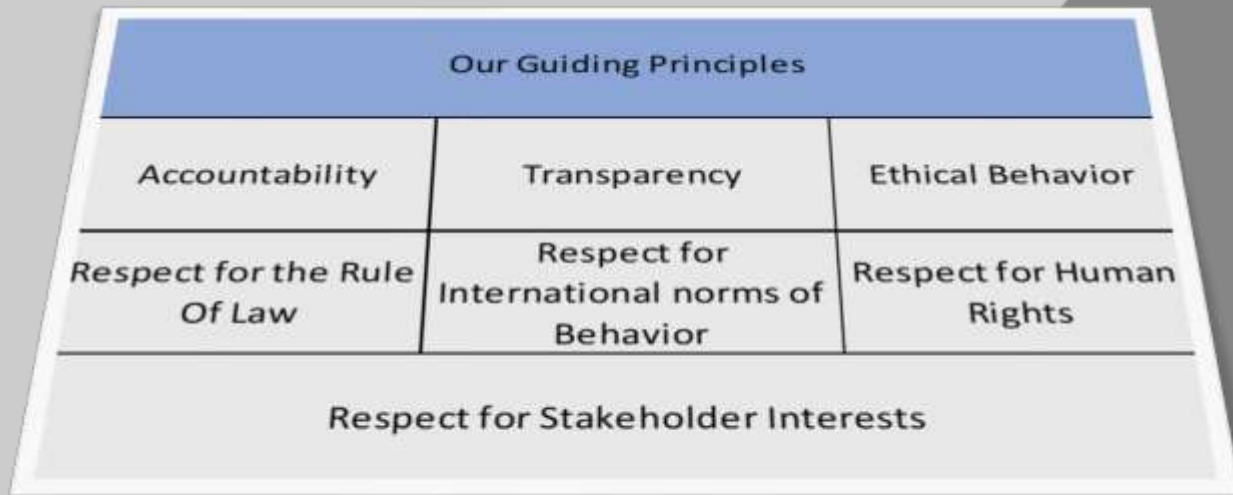 Our Guiding Principles
Accountability Transparency Ethical Behavior
Respect for the Rule Of Law
Respect for International norms of Behavior
Respect for Human Rights
Respect for Stakeholder Interests